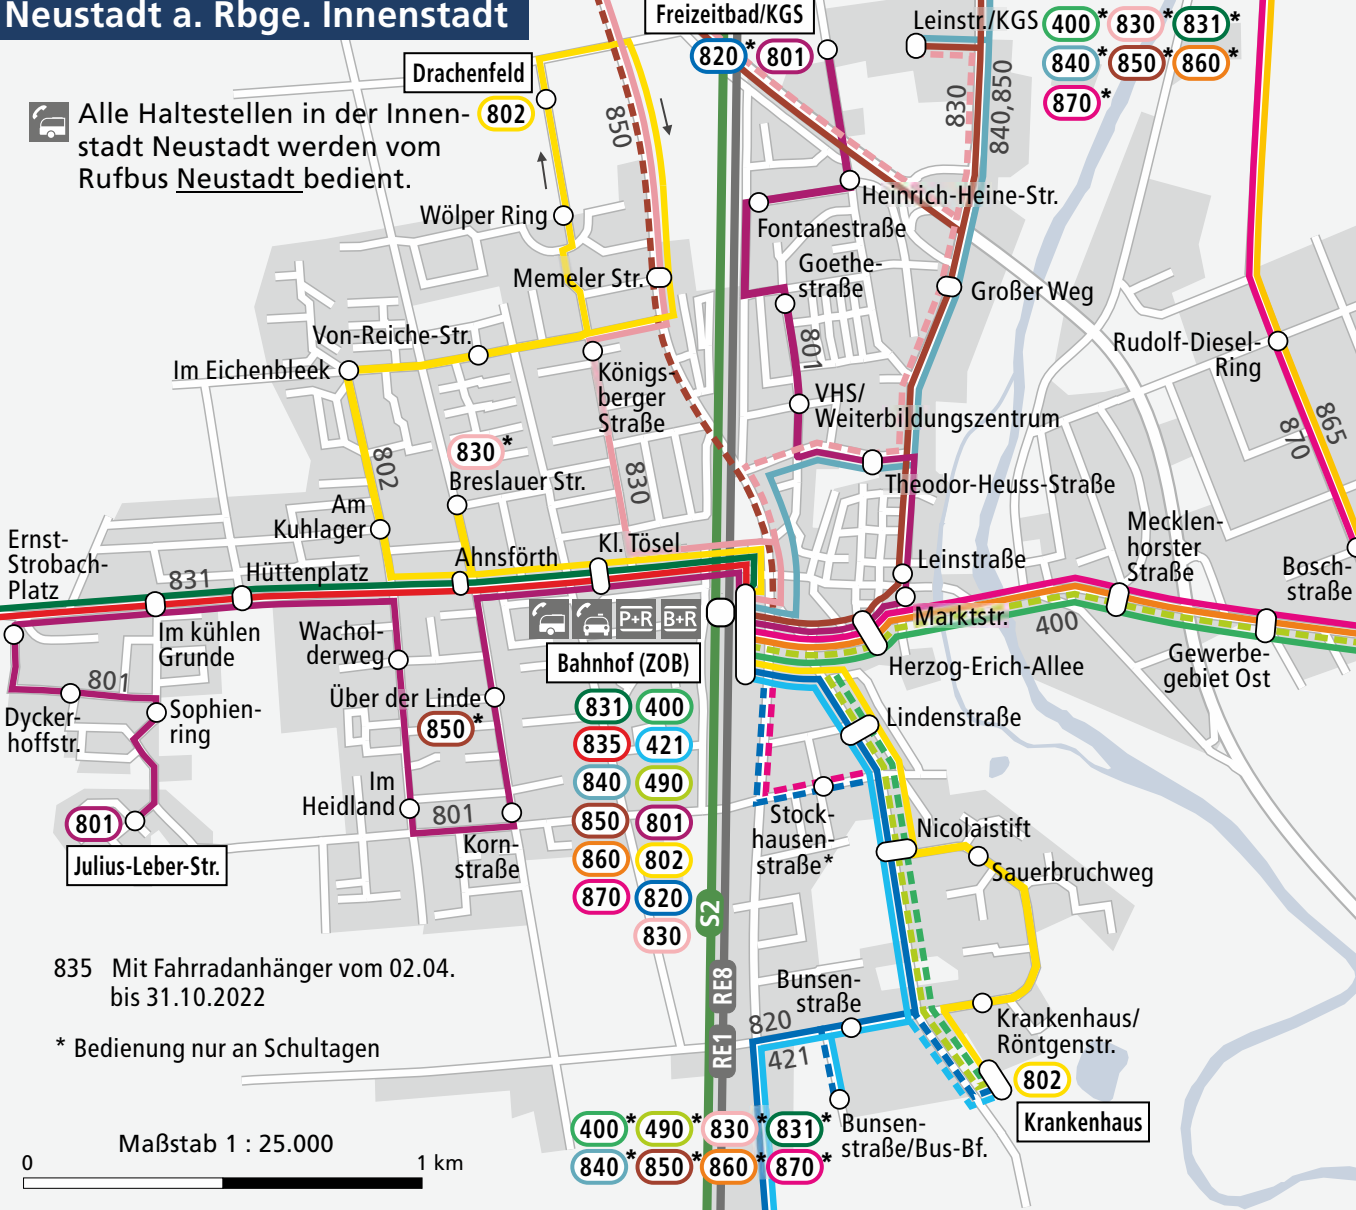 Neustadt a. Rbge. Innenstadt
Freizeitbad/KGS
820* 801
Leinstr./KGS
400* 830* 831*
840* 850* 860*
870*
Drachenfeld
802
Alle Haltestellen in der Innen-
stadt Neustadt werden vom
Rufbus Neustadt bedient.
850
830
840, 850
Wölper Ring
Heinrich-Heine-Str.
Fontanestraße
Memeler Str.
Goethe-
straße
Großer Weg
Von-Reiche-Str.
Im Eichenbleek
Königs-
berger
Straße
801
VHS/
Weiterbildungszentrum
Rudolf-Diesel-
Ring
865
870
802
830*
Breslauer Str.
830
Theodor-Heuss-Straße
Am
Kuhlager
Ernst-
Strobach-
Platz
831
Hüttenplatz
Ahnsförth
Kl. Tösel
Leinstraße
Mecklen-
horster
Straße
Bosch-
straße
Marktstr.
400
Im kühlen
Grunde
Wachol-
derweg
P+R
B+R
Bahnhof (ZOB)
Herzog-Erich-Allee
Gewerbe-
gebiet Ost
801
Dycker-
hoffstr.
Sophien-
ring
Über der Linde
850*
831 400
835 421
840 490
850 801
860 802
870 820
830
Lindenstraße
Im
Heidland
801
Korn-
straße
801
Julius-Leber-Str.
Stock-
hausen-
straße*
Nicolaistift
Sauerbruchweg
S2
RE8
RE1
835 Mit Fahrradanhänger vom 02.04.
bis 31.10.2022
* Bedienung nur an Schultagen
Bunsen-
straße
820
421
Krankenhaus/
Röntgenstr.
802
Krankenhaus
Bunsen-
straße/Bus-Bf.
400* 490* 830* 831*
840* 850* 860* 870*
Maßstab 1 : 25.000
0 1 km